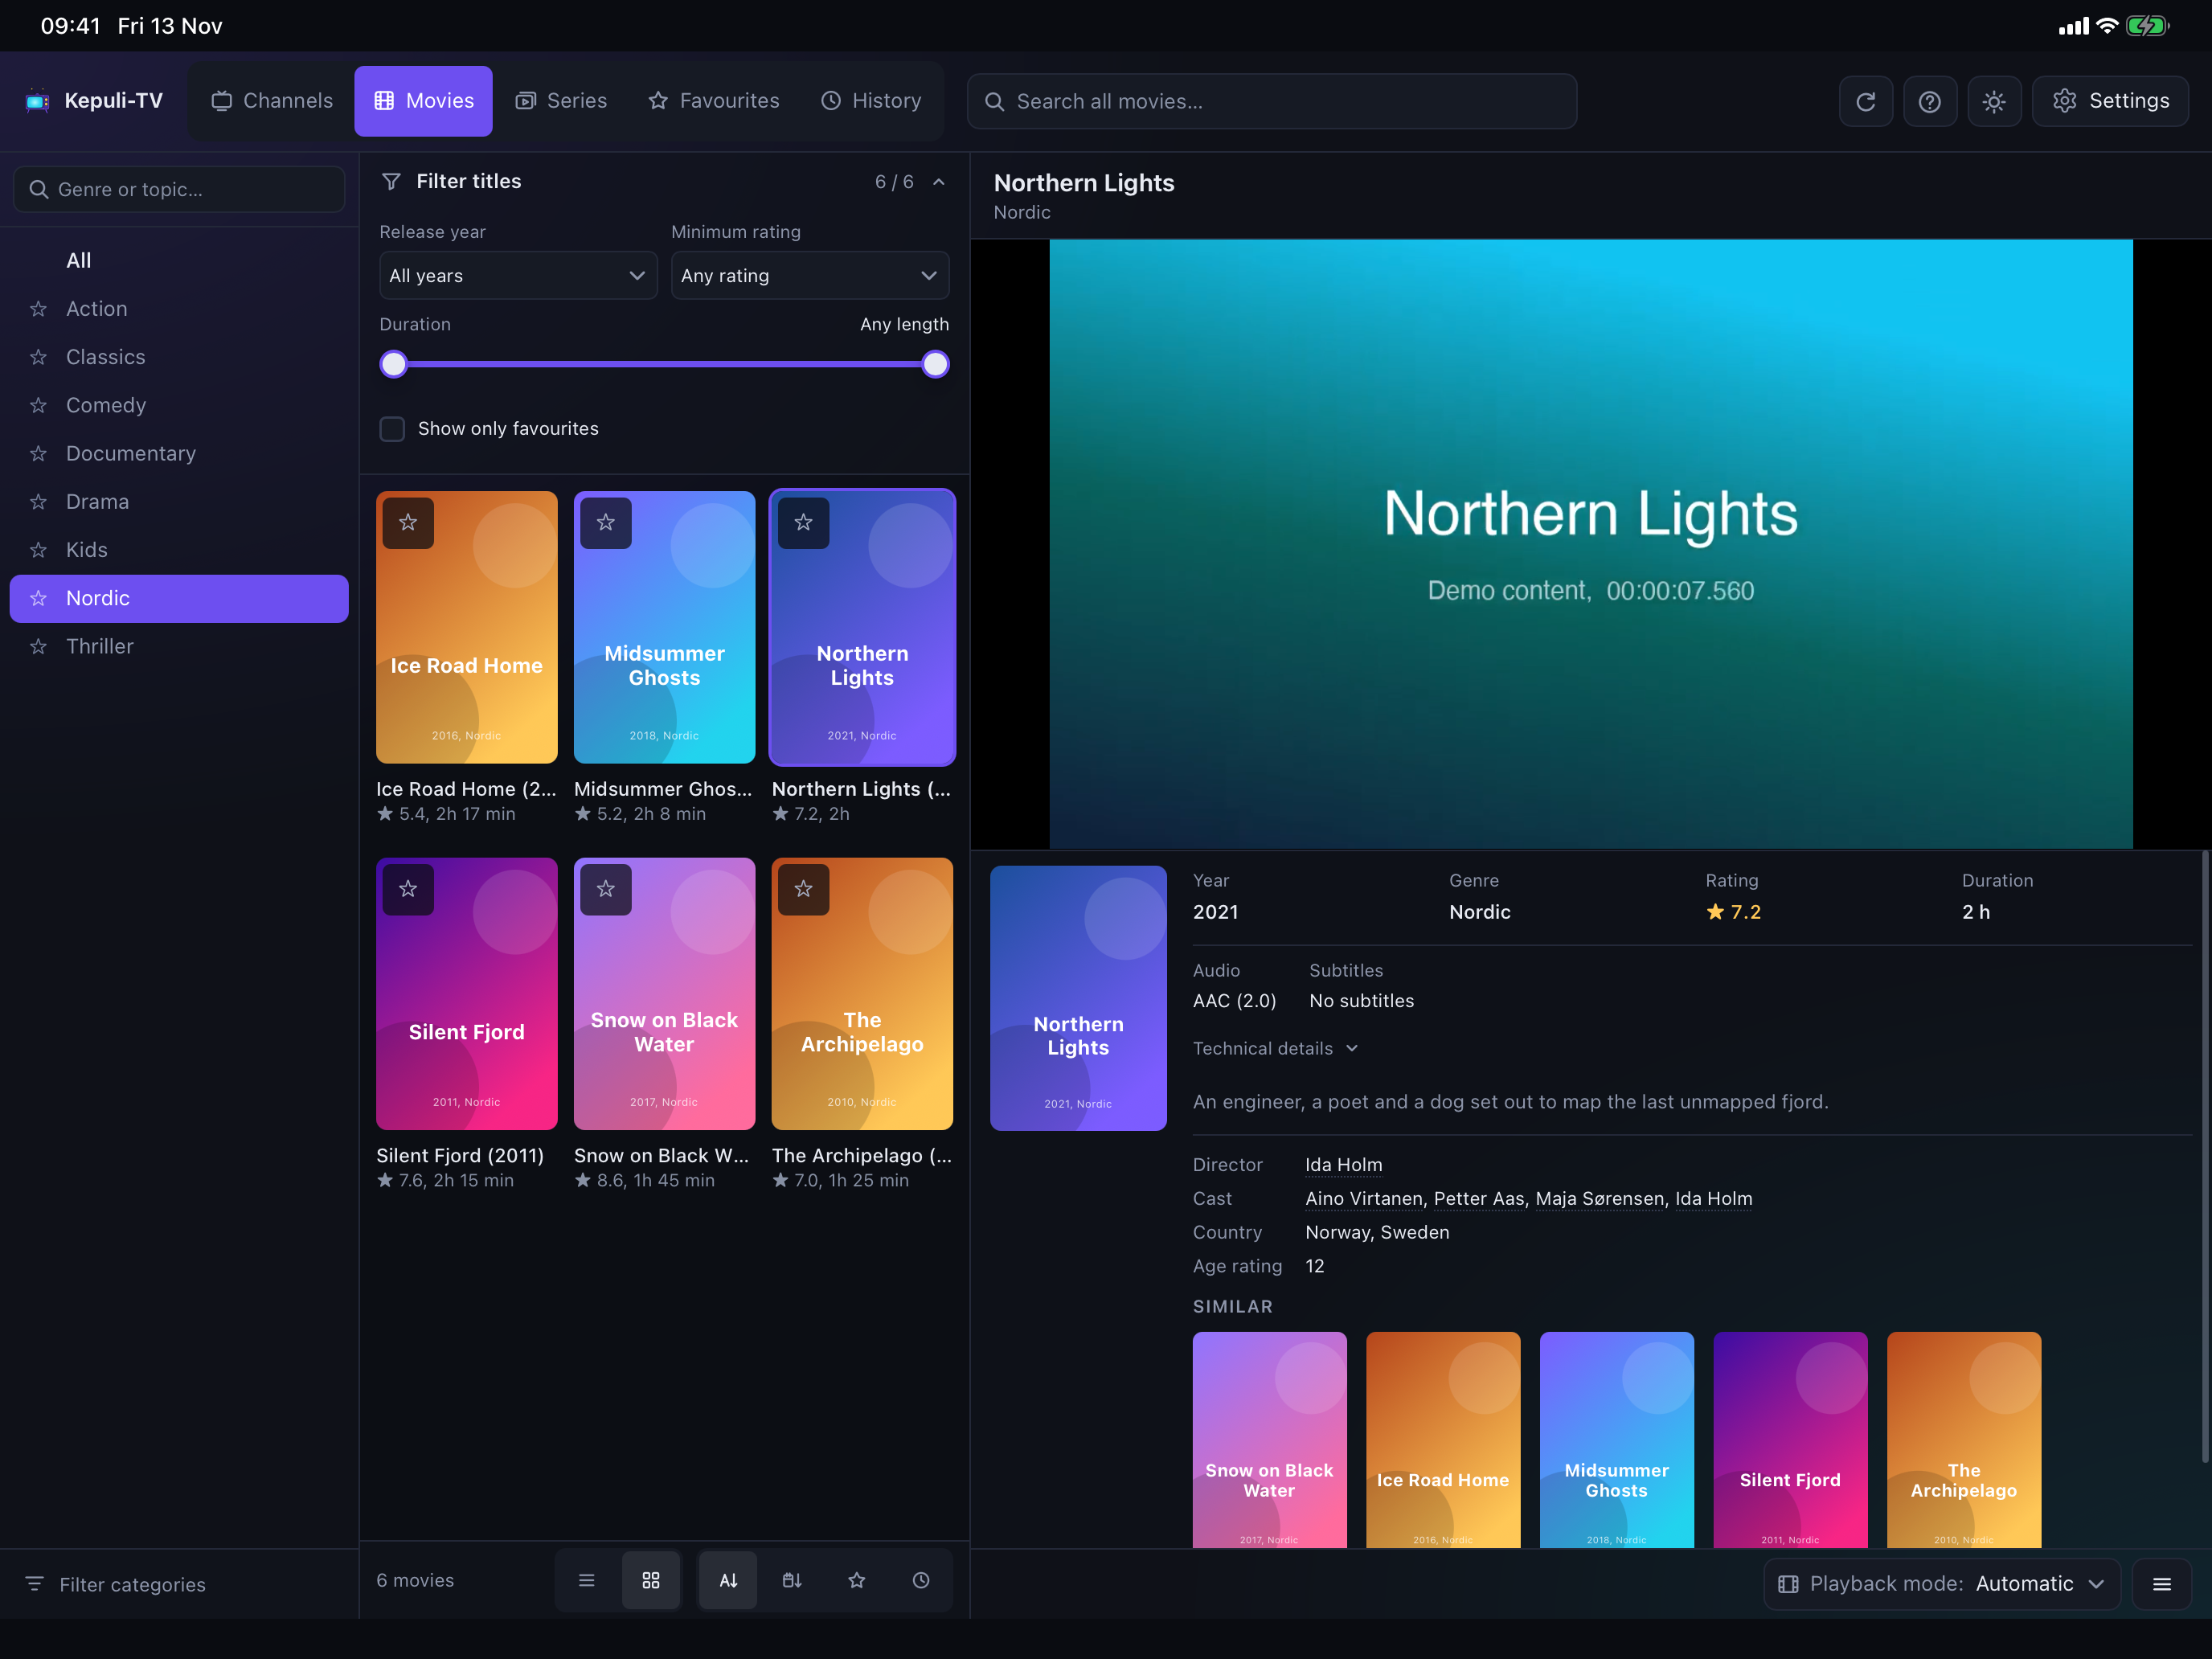 09:41 Fri 13 Nov
Kepuli-TV
Channels
Movies
Series
Favourites
History
Search all movies...
Settings
Genre or topic...
All
Action
Classics
Comedy
Documentary
Drama
Kids
Nordic
Thriller
Filter categories
Filter titles
6 / 6
Release year
Minimum rating
All years
Any rating
Duration
Any length
Show only favourites
Ice Road Home
2016, Nordic
Ice Road Home (2...
5.4, 2h 17 min
Midsummer
Ghosts
2018, Nordic
Midsummer Ghos...
5.2, 2h 8 min
Northern
Lights
2021, Nordic
Northern Lights (...
7.2, 2h
Silent Fjord
2011, Nordic
Silent Fjord (2011)
7.6, 2h 15 min
Snow on Black
Water
2017, Nordic
Snow on Black W...
8.6, 1h 45 min
The
Archipelago
2010, Nordic
The Archipelago (...
7.0, 1h 25 min
6 movies
Northern Lights
Nordic
Northern Lights
Demo content, 00:00:07.560
Northern
Lights
2021, Nordic
Year
2021
Genre
Nordic
Rating
7.2
Duration
2 h
Audio
AAC (2.0)
Subtitles
No subtitles
Technical details
An engineer, a poet and a dog set out to map the last unmapped fjord.
Director Ida Holm
Cast Aino Virtanen, Petter Aas, Maja Sørensen, Ida Holm
Country Norway, Sweden
Age rating 12
SIMILAR
Snow on Black
Water
2017, Nordic
Ice Road Home
2016, Nordic
Midsummer
Ghosts
2018, Nordic
Silent Fjord
2011, Nordic
The
Archipelago
2010, Nordic
Playback mode: Automatic